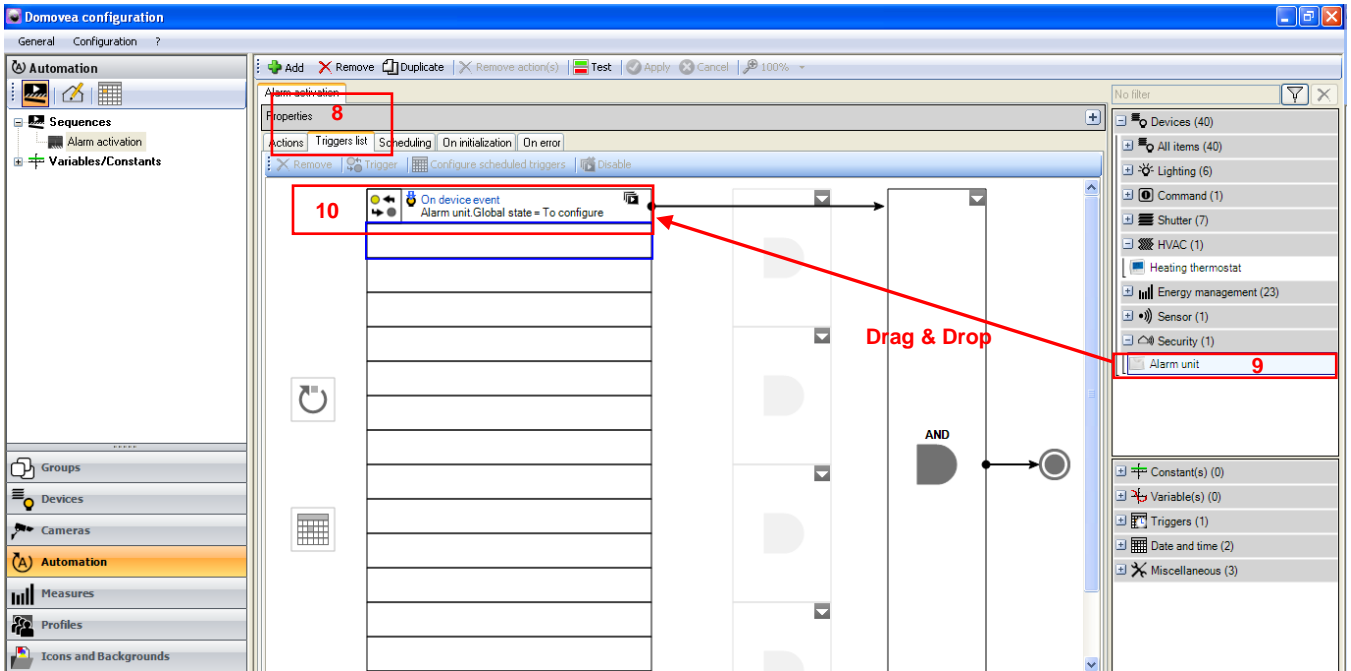 Domovea configuration
General Configuration ?
Automation
Sequences
Alarm activation
Variables/Constants
Groups
Devices
Cameras
Automation
Measures
Profiles
Icons and Backgrounds
Add Remove Duplicate Remove action(s) Test Apply Cancel 100%
Alarm activation
Properties
8
Actions Triggers list Scheduling On initialization On error
Remove Trigger Configure scheduled triggers Disable
10
On device event
Alarm unit.Global state = To configure
Drag & Drop
AND
No filter
Devices (40)
All items (40)
Lighting (6)
Command (1)
Shutter (7)
HVAC (1)
Heating thermostat
Energy management (23)
Sensor (1)
Security (1)
Alarm unit 9
Constant(s) (0)
Variable(s) (0)
Triggers (1)
Date and time (2)
Miscellaneous (3)